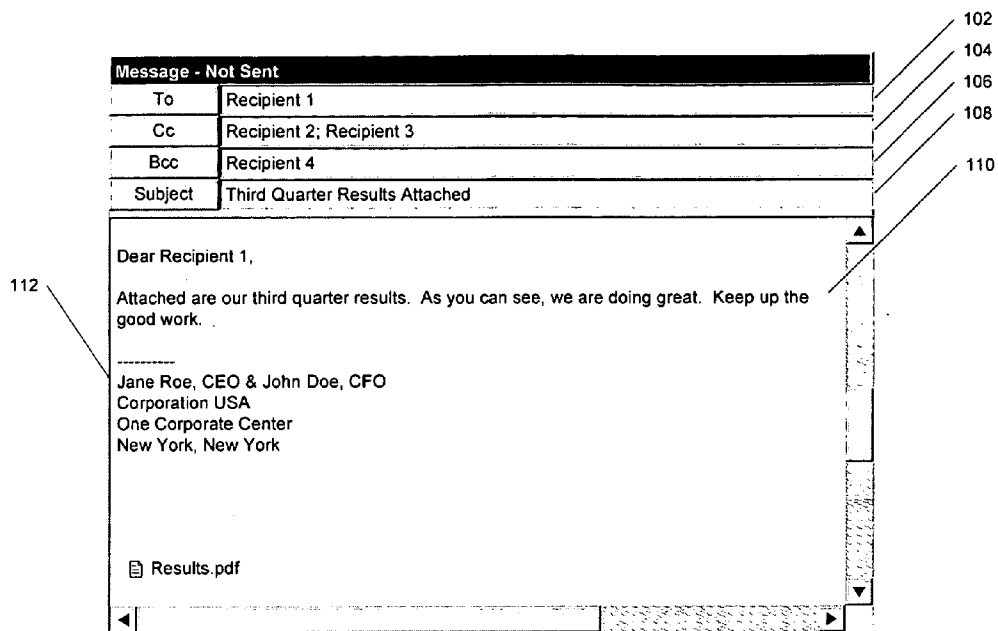 102
104
106
108
110
112
Message - Not Sent
To Recipient 1
Cc Recipient 2; Recipient 3
Bcc Recipient 4
Subject Third Quarter Results Attached
Dear Recipient 1,
Attached are our third quarter results. As you can see, we are doing great. Keep up the
good work.
----------
Jane Roe, CEO & John Doe, CFO
Corporation USA
One Corporate Center
New York, New York
Results.pdf